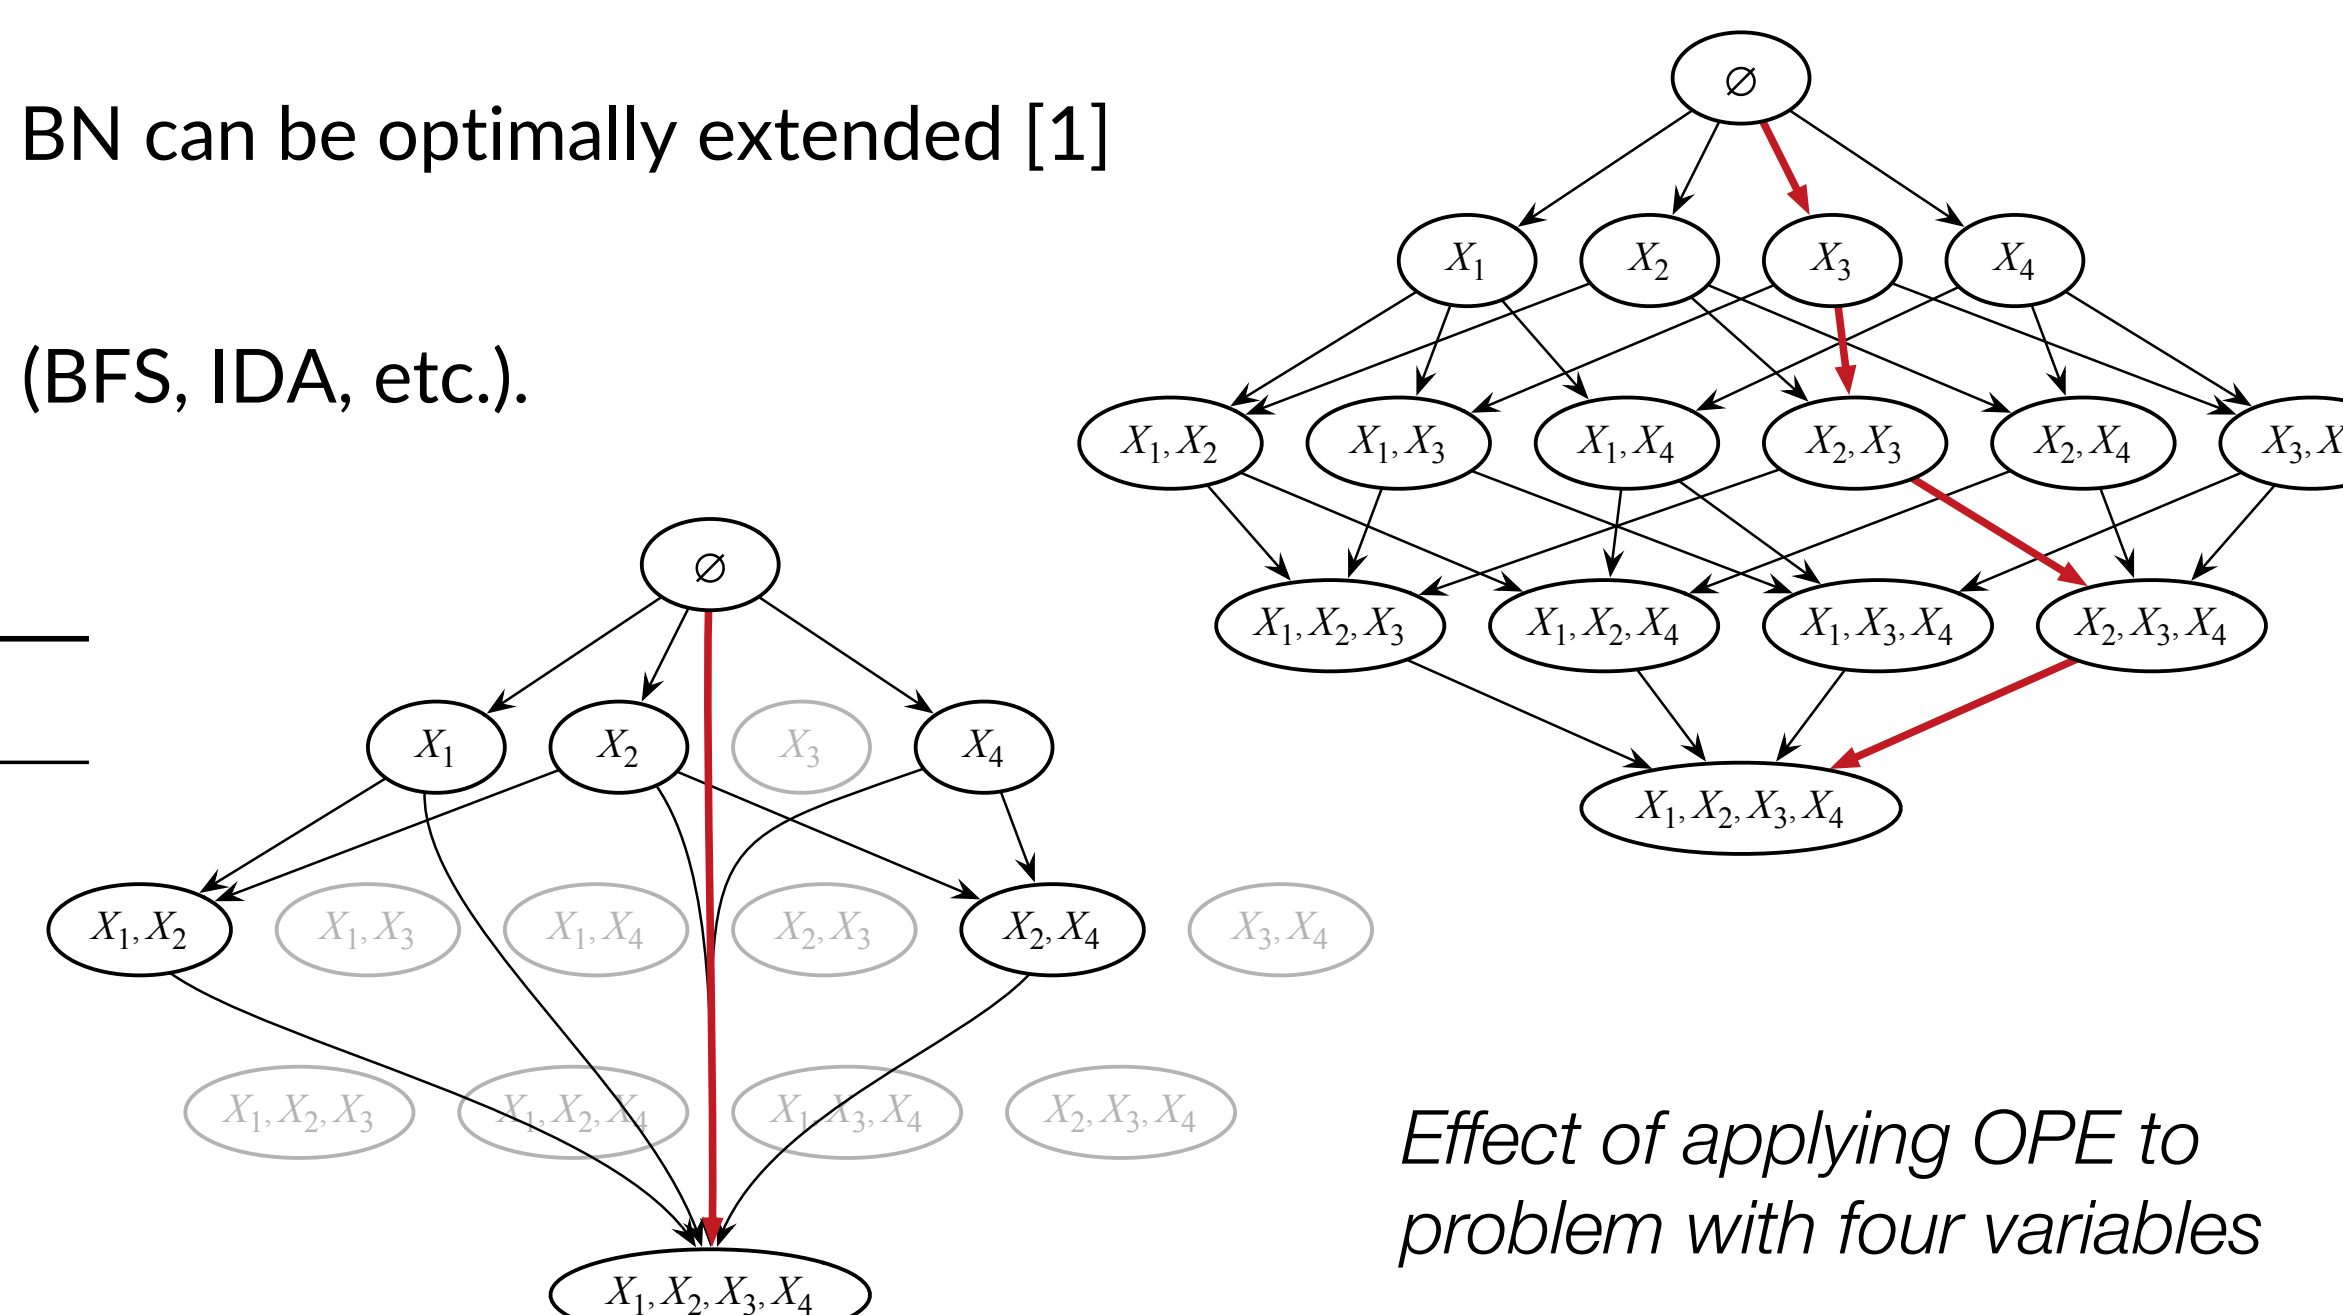 BN can be optimally extended [1]
(BFS, IDA, etc.).
∅
X₁ X₂ X₃ X₄
X₁, X₂ X₁, X₃ X₁, X₄ X₂, X₃ X₂, X₄ X₃, X
X₁, X₂, X₃ X₁, X₂, X₄ X₁, X₃, X₄ X₂, X₃, X₄
X₁, X₂, X₃, X₄
∅
X₁ X₂ X₃ X₄
X₁, X₂ X₁, X₃ X₁, X₄ X₂, X₃ X₂, X₄ X₃, X₄
X₁, X₂, X₃ X₁, X₂, X₄ X₁, X₃, X₄ X₂, X₃, X₄
X₁, X₂, X₃, X₄
Effect of applying OPE to
problem with four variables